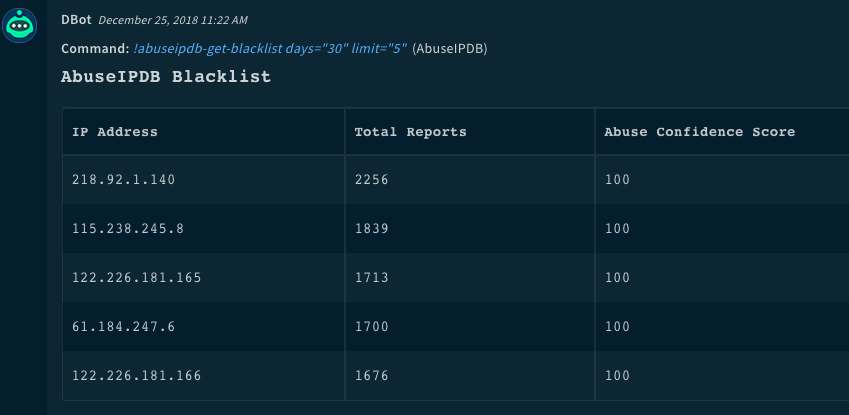 DBot December 25, 2018 11:22 AM
Command: !abuseipdb-get-blacklist days="30" limit="5" (AbuseIPDB)
AbuseIPDB Blacklist
IP Address Total Reports Abuse Confidence Score
218.92.1.140 2256 100
115.238.245.8 1839 100
122.226.181.165 1713 100
61.184.247.6 1700 100
122.226.181.166 1676 100